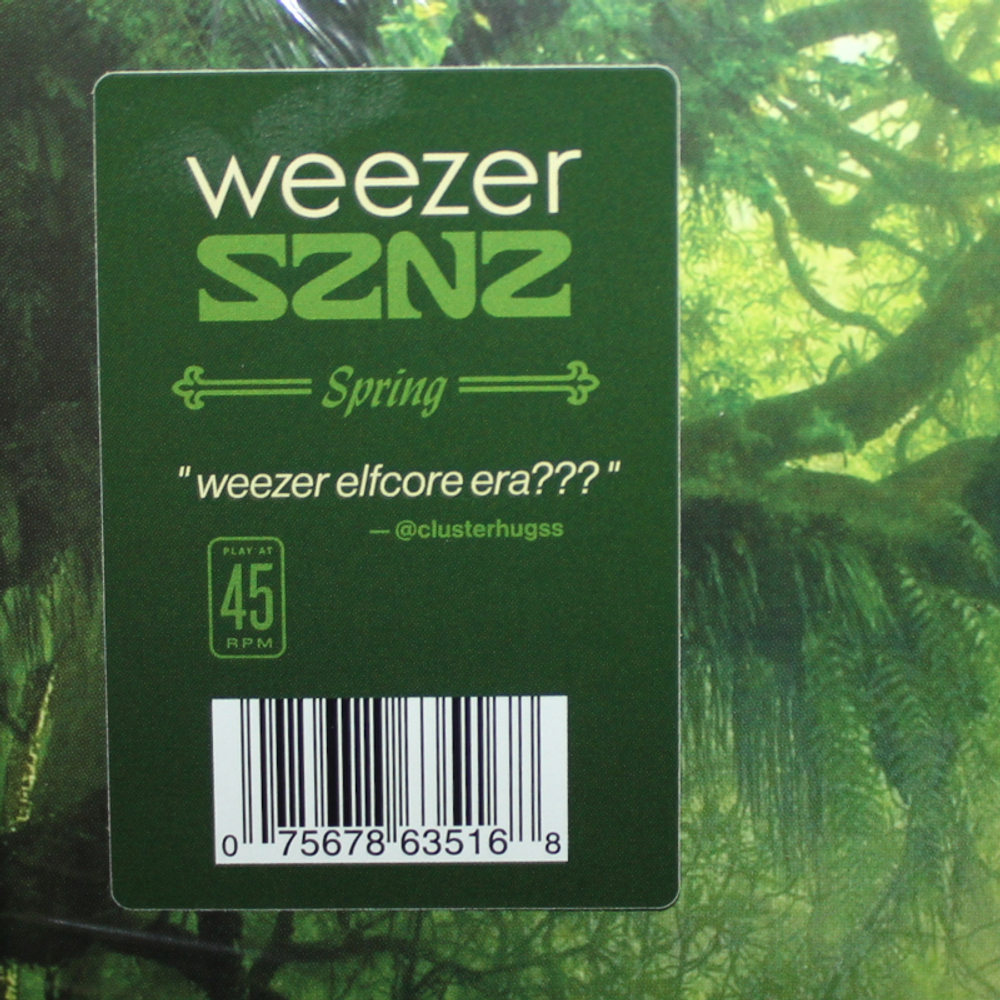 weezer
SZNZ
Spring
"weezer elfcore era???"
— @clusterhugss
PLAY AT
45
RPM
0 75678 63516 8